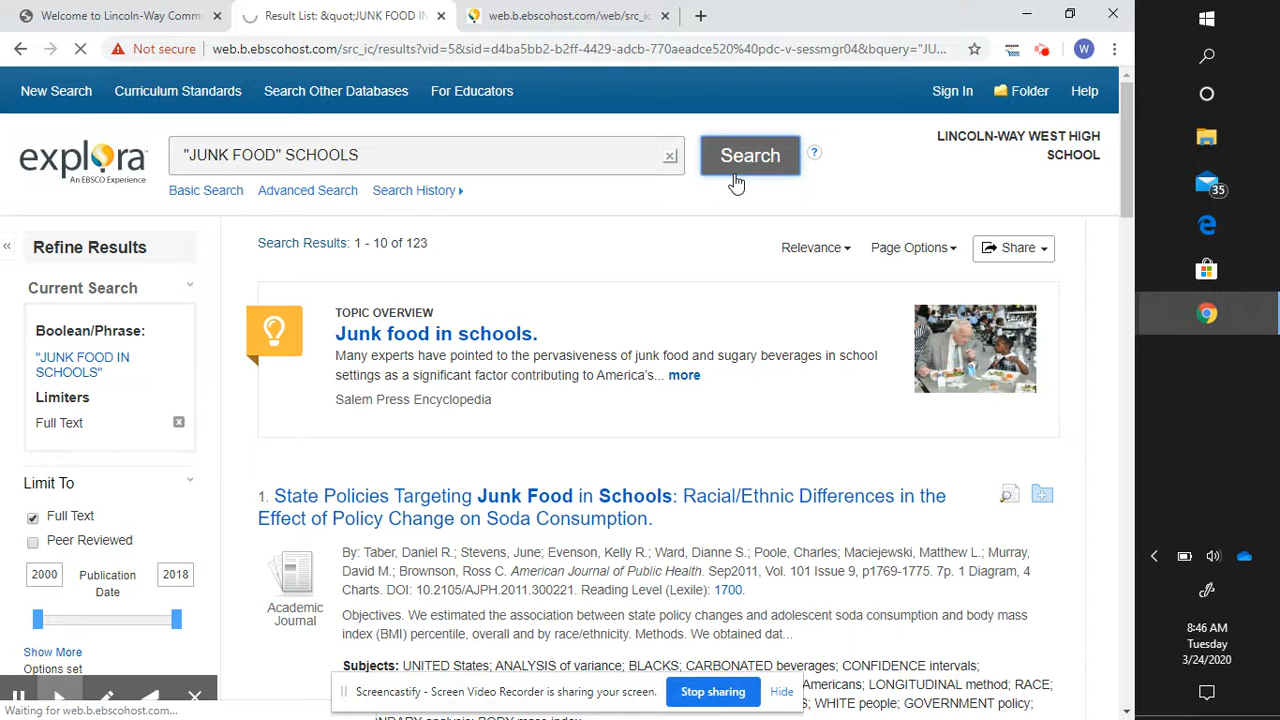 Welcome to Lincoln-Way Commu
Result List: &quot;JUNK FOOD IN
web.b.ebscohost.com/web/src_ic
Not secure
web.b.ebscohost.com/src_ic/results?vid=5&sid=d4ba5bb2-b2ff-4429-adcb-770aeadce520%40pdc-v-sessmgr04&bquery="JU...
W
New Search
Curriculum Standards
Search Other Databases
For Educators
Sign In
Folder
Help
explora
An EBSCO Experience
"JUNK FOOD" SCHOOLS
Search
?
LINCOLN-WAY WEST HIGH
SCHOOL
Basic Search
Advanced Search
Search History
Refine Results
Search Results: 1 - 10 of 123
Relevance
Page Options
Share
Current Search
Boolean/Phrase:
"JUNK FOOD IN
SCHOOLS"
Limiters
Full Text
TOPIC OVERVIEW
Junk food in schools.
Many experts have pointed to the pervasiveness of junk food and sugary beverages in school
settings as a significant factor contributing to America's... more
Salem Press Encyclopedia
Limit To
Full Text
Peer Reviewed
2000
Publication
Date
2018
Show More
Options set
1. State Policies Targeting Junk Food in Schools: Racial/Ethnic Differences in the
Effect of Policy Change on Soda Consumption.
Academic
Journal
By: Taber, Daniel R.; Stevens, June; Evenson, Kelly R.; Ward, Dianne S.; Poole, Charles; Maciejewski, Matthew L.; Murray,
David M.; Brownson, Ross C. American Journal of Public Health. Sep2011, Vol. 101 Issue 9, p1769-1775. 7p. 1 Diagram, 4
Charts. DOI: 10.2105/AJPH.2011.300221. Reading Level (Lexile): 1700.
Objectives. We estimated the association between state policy changes and adolescent soda consumption and body mass
index (BMI) percentile, overall and by race/ethnicity. Methods. We obtained dat...
Subjects: UNITED States; ANALYSIS of variance; BLACKS; CARBONATED beverages; CONFIDENCE intervals;
Americans; LONGITUDINAL method; RACE;
WHITE people; GOVERNMENT policy;
Screencastify - Screen Video Recorder is sharing your screen.
Stop sharing
Hide
Waiting for web.b.ebscohost.com...
35
8:46 AM
Tuesday
3/24/2020